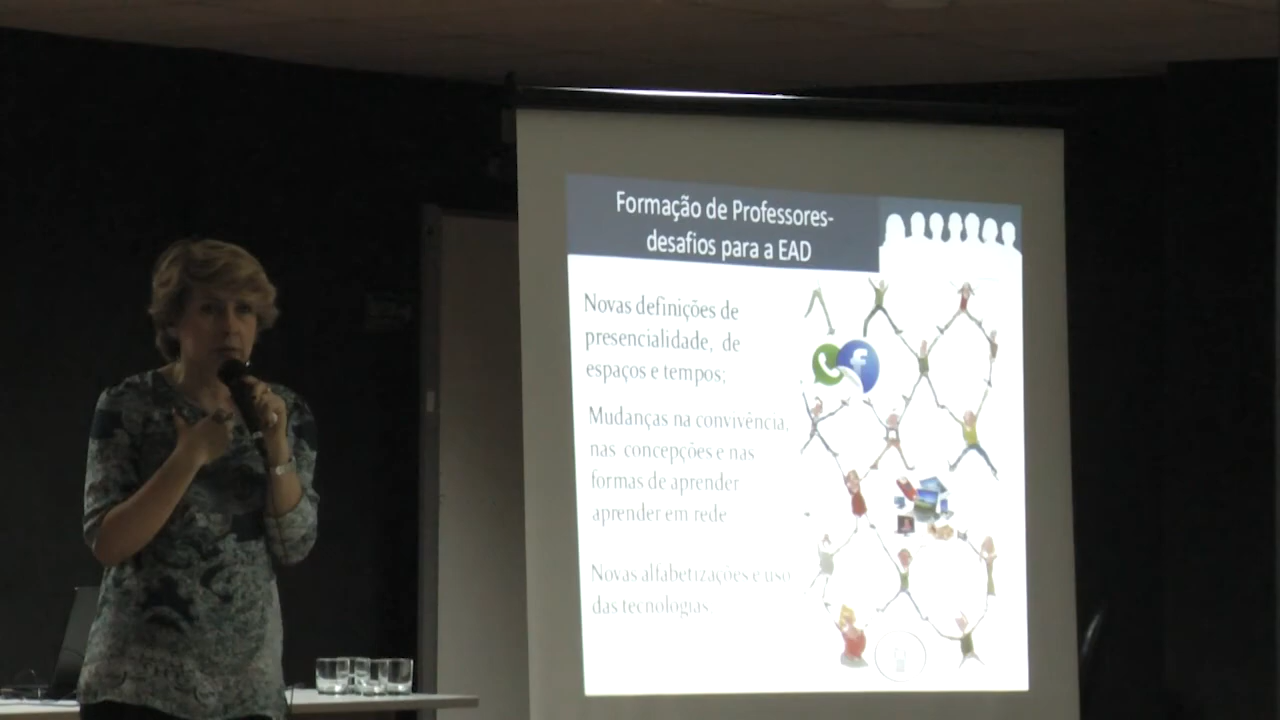 Formação de Professores-
desafios para a EAD
Novas definições de
presencialidade, de
espaços e tempos;
Mudanças na convivência,
nas concepções e nas
formas de aprender
aprender em rede
Novas alfabetizações e uso
das tecnologias
f